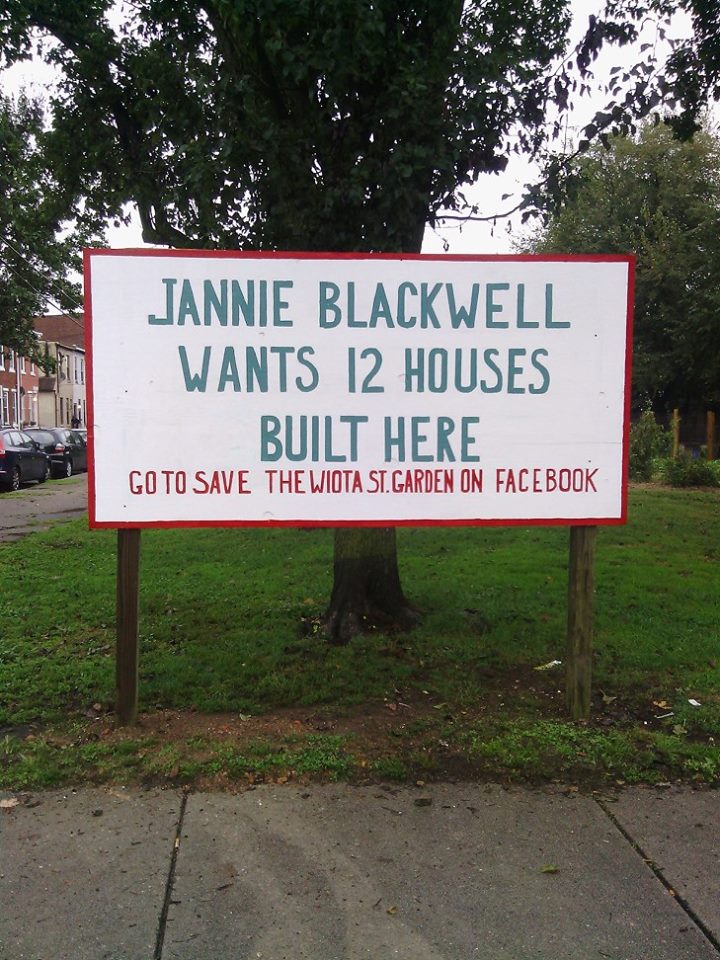 JANNIE BLACKWELL
WANTS 12 HOUSES
BUILT HERE
GO TO SAVE THE WIOTA ST. GARDEN ON FACEBOOK